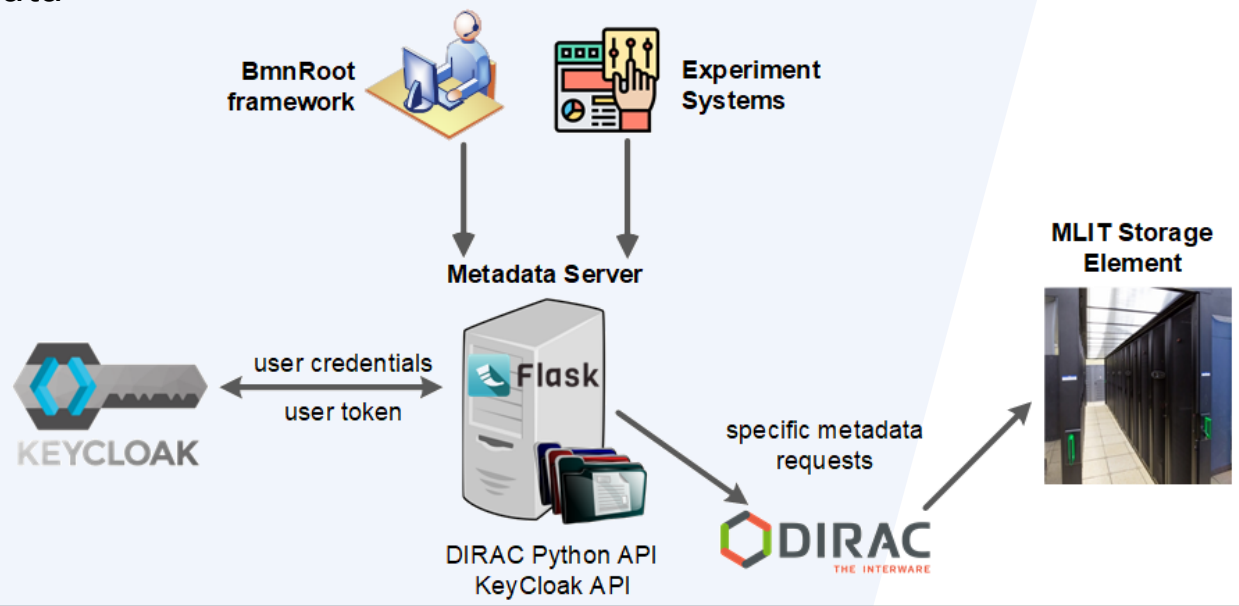 BmnRoot
framework
Experiment
Systems
MLIT Storage
Element
Metadata Server
Flask
user credentials
user token
KEYCLOAK
specific metadata
requests
DIRAC
THE INTERWARE
DIRAC Python API
KeyCloak API